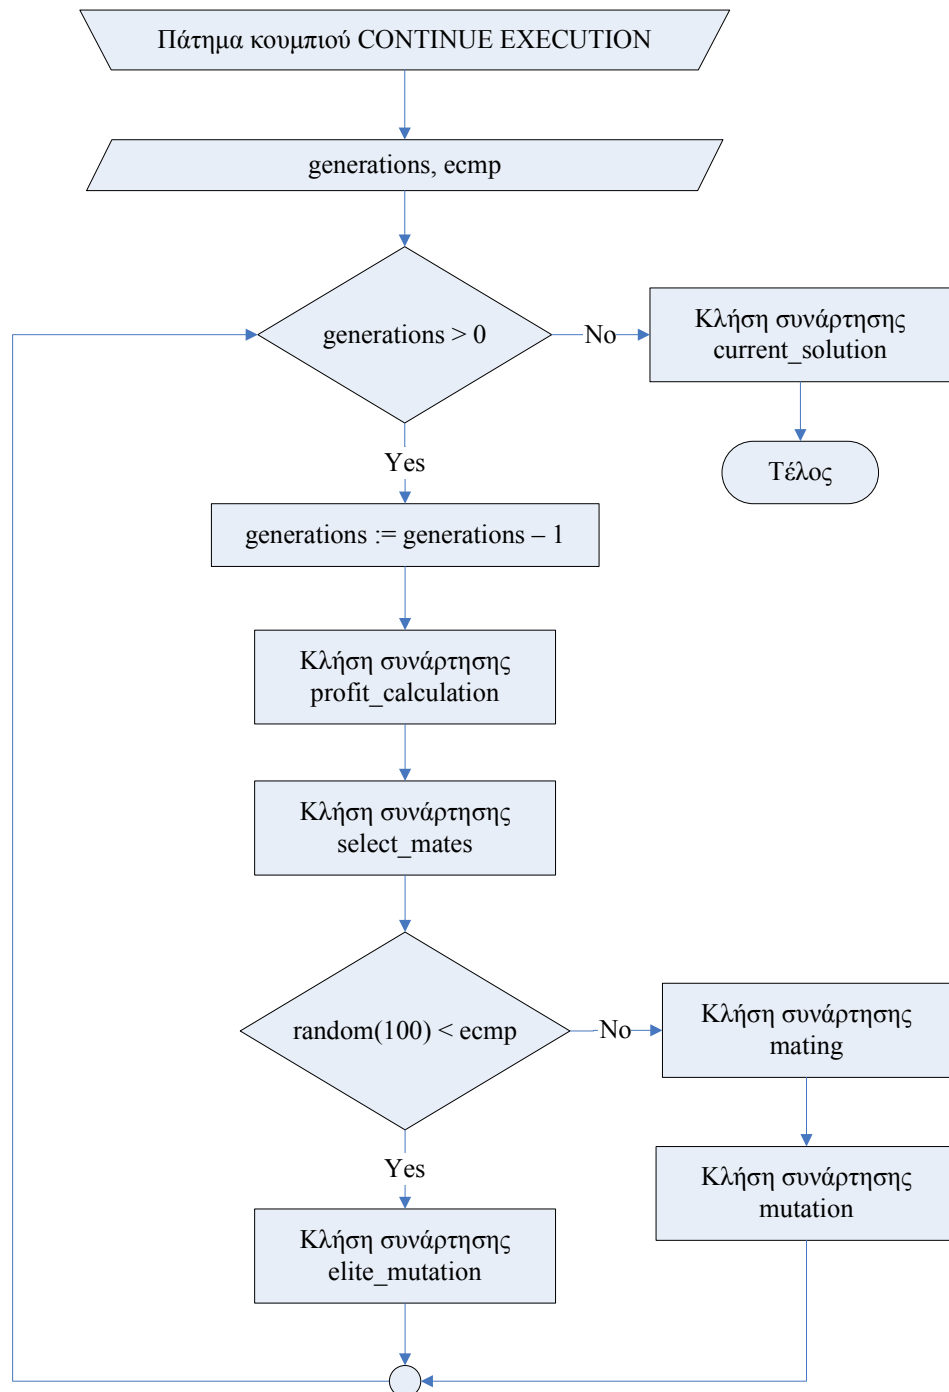 Πάτημα κουμπιού CONTINUE EXECUTION
generations, ecmp
generations > 0
No
Κλήση συνάρτησης
current_solution
Τέλος
Yes
generations := generations – 1
Κλήση συνάρτησης
profit_calculation
Κλήση συνάρτησης
select_mates
random(100) < ecmp
No
Κλήση συνάρτησης
mating
Κλήση συνάρτησης
mutation
Yes
Κλήση συνάρτησης
elite_mutation